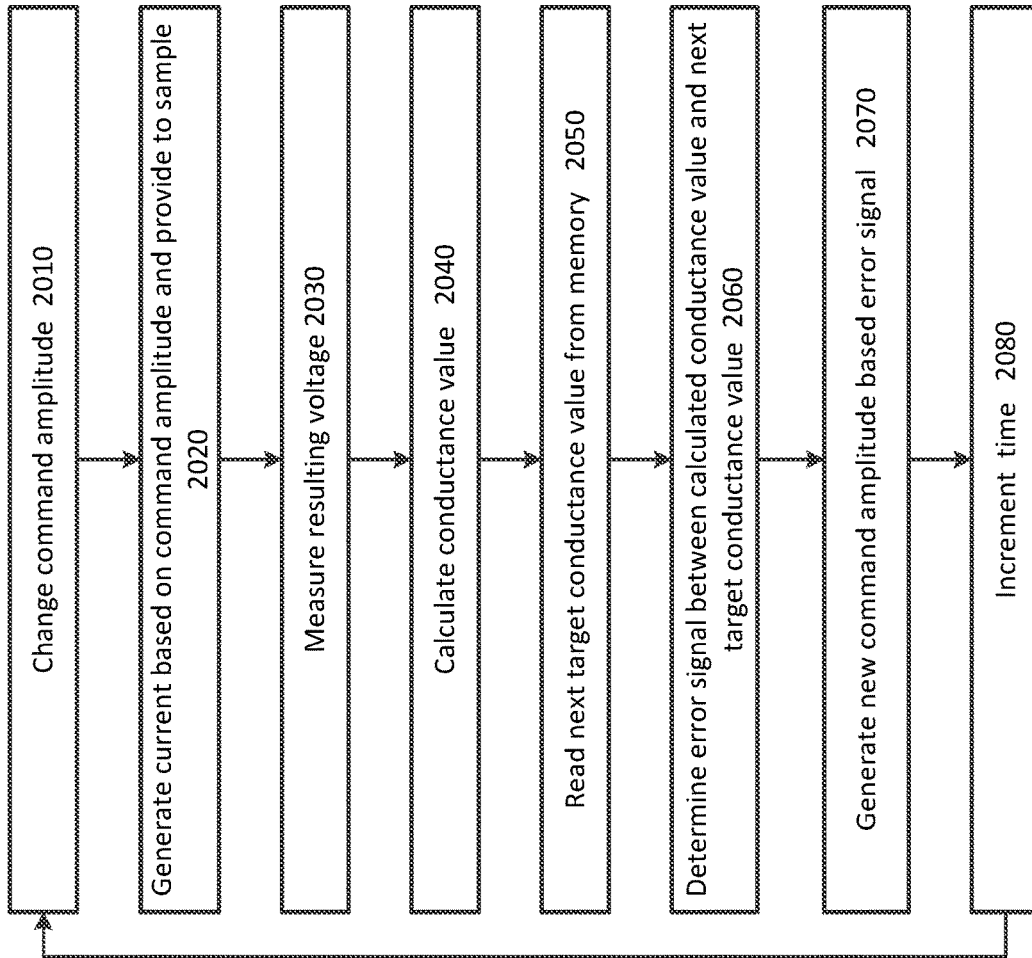 Change command amplitude 2010
Generate current based on command amplitude and provide to sample
2020
Measure resulting voltage 2030
Calculate conductance value 2040
Read next target conductance value from memory 2050
Determine error signal between calculated conductance value and next
target conductance value 2060
Generate new command amplitude based error signal 2070
Increment time 2080